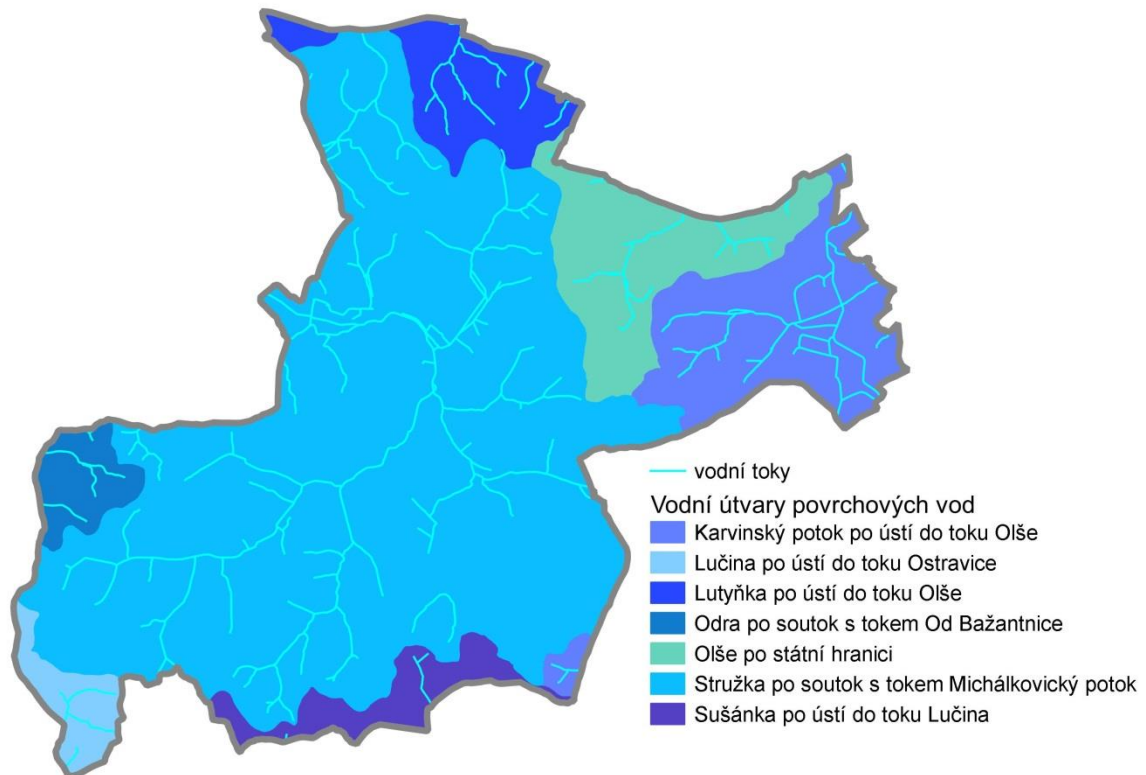 vodní toky
Vodní útvary povrchových vod
Karvinský potok po ústí do toku Olše
Lučina po ústí do toku Ostravice
Lutyňka po ústí do toku Olše
Odra po soutok s tokem Od Bažantnice
Olše po státní hranici
Stružka po soutok s tokem Michálkovický potok
Sušánka po ústí do toku Lučina